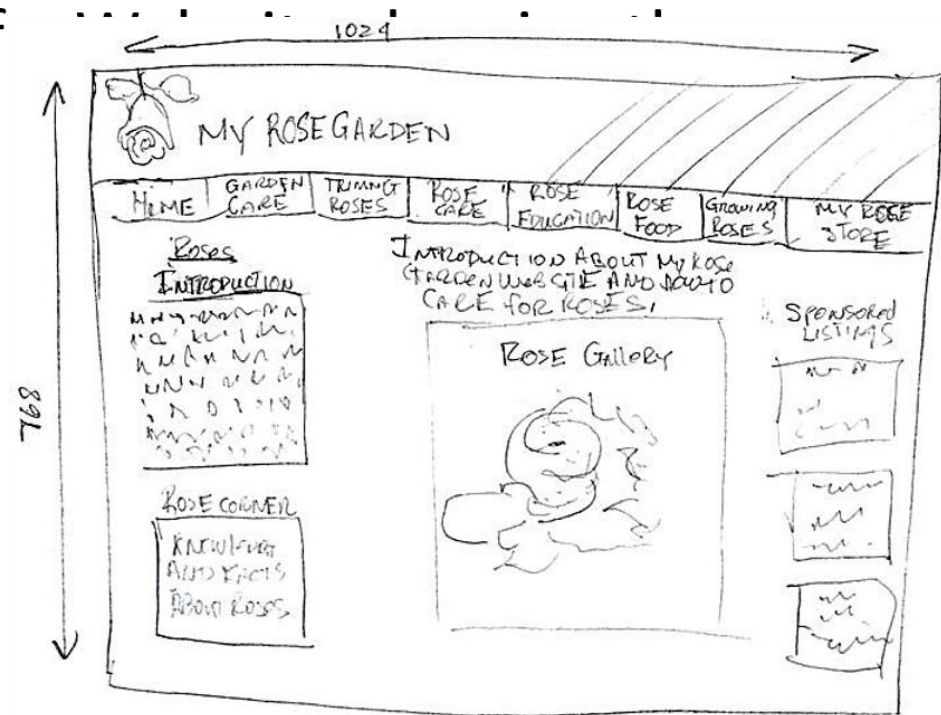 1024
MY ROSE GARDEN
HOME
GARDEN
CARE
TRIMNG
ROSES
ROSE
CARE
ROSE
EDUCATION
ROSE
FOOD
GROWING
ROSES
MY ROSE
STORE
768
ROSES
INTRODUCTION
ROSE CORNER
AND FACTS
ABOUT ROSES
INTRODUCTION ABOUT MY ROSE
GARDEN WEBSITE AND HOW TO
CARE FOR ROSES.
ROSE GALLERY
SPONSORED
LISTINGS